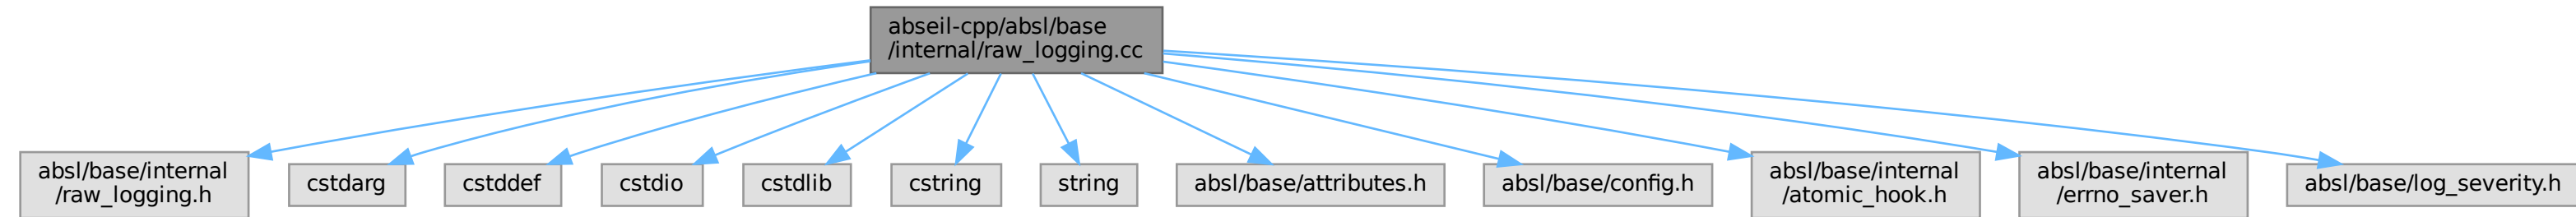 abseil-cpp/absl/base
/internal/raw_logging.cc
absl/base/internal
/raw_logging.h
cstdarg
cstddef
cstdio
cstdlib
cstring
string
absl/base/attributes.h
absl/base/config.h
absl/base/internal
/atomic_hook.h
absl/base/internal
/errno_saver.h
absl/base/log_severity.h